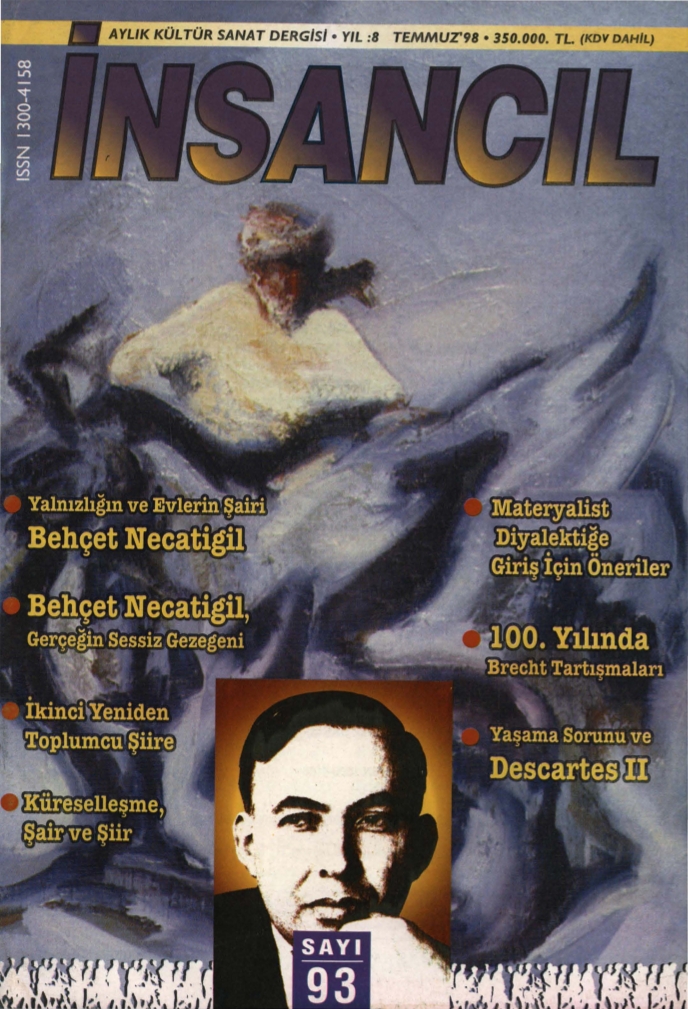 AYLIK KÜLTÜR SANAT DERGİSİ • YIL :8 TEMMUZ'98 • 350.000. TL. (KDV DAHİL)
ISSN 1300-4158
İNSANCIL
Yalnızlığın ve Evlerin Şairi
Behçet Necatigil
Behçet Necatigil,
Gerçeğin Sessiz Gezegeni
İkinci Yeniden
Toplumcu Şiire
Küreselleşme,
Şair ve Şiir
Materyalist
Diyalektiğe
Giriş İçin Öneriler
100. Yılında
Brecht Tartışmaları
Yaşama Sorunu ve
Descartes II
SAYI
93